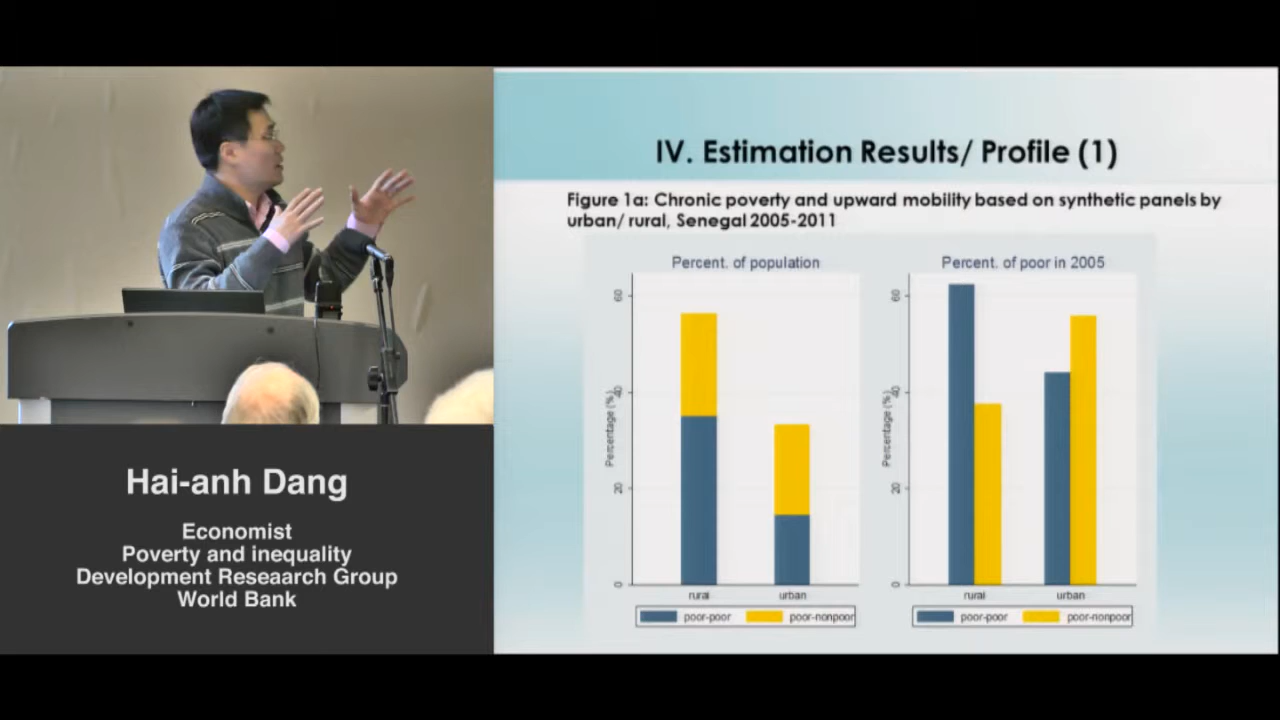 IV. Estimation Results/ Profile (1)
Figure 1a: Chronic poverty and upward mobility based on synthetic panels by
urban/ rural, Senegal 2005-2011
Percent. of population
Percentage (%)
0
20
40
60
rural
urban
poor-poor
poor-nonpoor
Percent. of poor in 2005
Percentage (%)
0
20
40
60
rural
urban
poor-poor
poor-nonpoor
Hai-anh Dang
Economist
Poverty and inequality
Development Reseaarch Group
World Bank